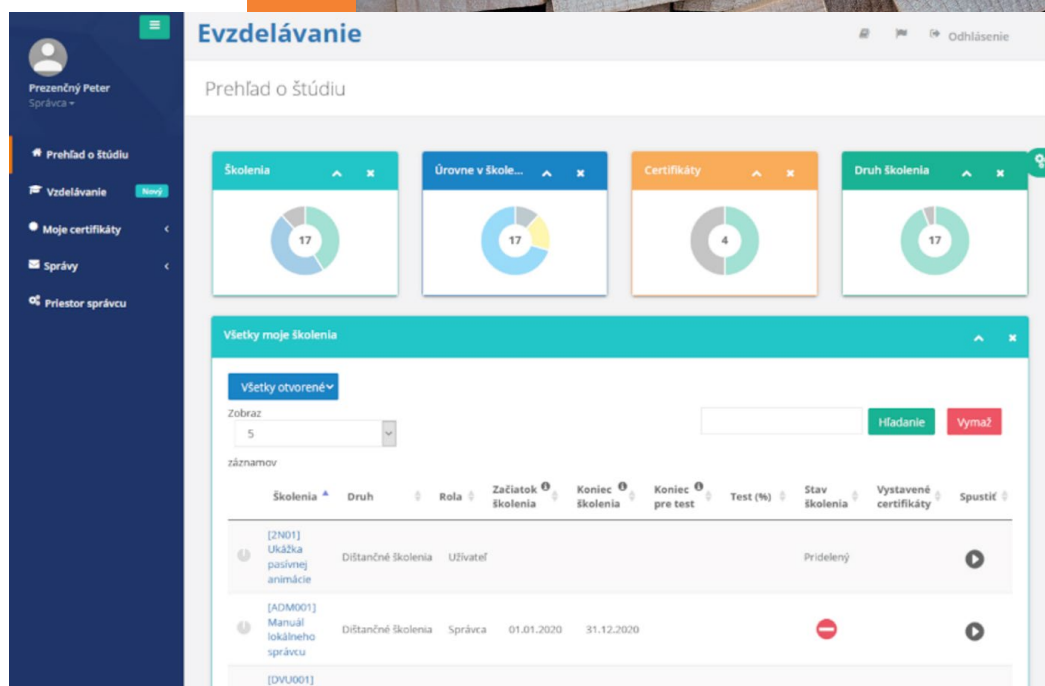 Evzdelávanie
Odhlásenie
Prezenčný Peter
Správca
Prehľad o štúdiu
Prehľad o štúdiu
Vzdelávanie Nový
Moje certifikáty
Správy
Priestor správcu
Školenia
17
Úrovne v škole...
17
Certifikáty
4
Druh školenia
17
Všetky moje školenia
Všetky otvorené
Zobraz
5
Hľadanie
Vymaž
záznamov
Školenia Druh Rola Začiatok školenia Koniec školenia Koniec pre test Test (%) Stav školenia Vystavené certifikáty Spustiť
[2N01]
Ukážka
pasívnej
animácie
Dištančné školenia Užívateľ Pridelený
[ADM001]
Manuál
lokálneho
správcu
Dištančné školenia Správca 01.01.2020 31.12.2020
[DVU001]